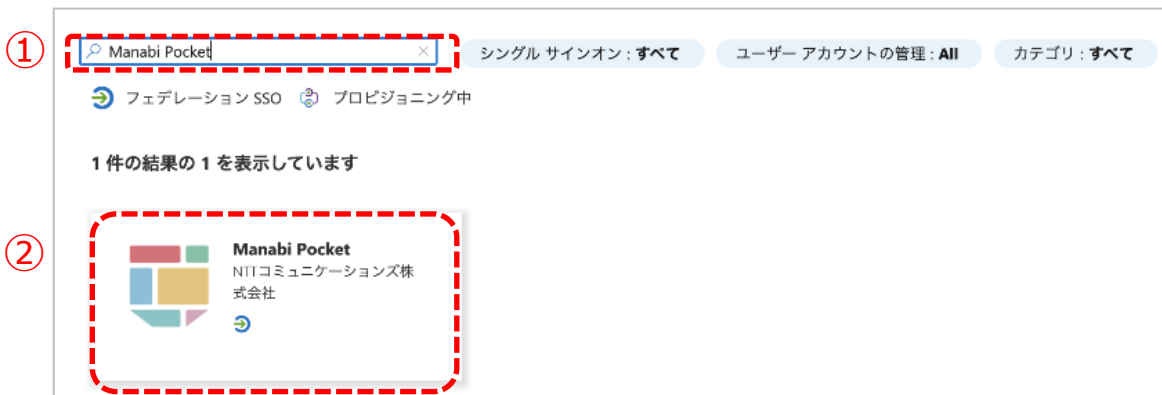 ①
Manabi Pocket
シングル サインオン : すべて
ユーザー アカウントの管理 : All
カテゴリ : すべて
フェデレーション SSO
プロビジョニング中
1 件の結果の 1 を表示しています
②
Manabi Pocket
NTTコミュニケーションズ株
式会社